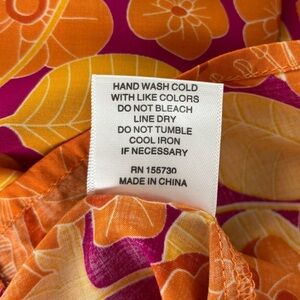 HAND WASH COLD
WITH LIKE COLORS
DO NOT BLEACH
LINE DRY
DO NOT TUMBLE
COOL IRON
IF NECESSARY
RN 155730
MADE IN CHINA